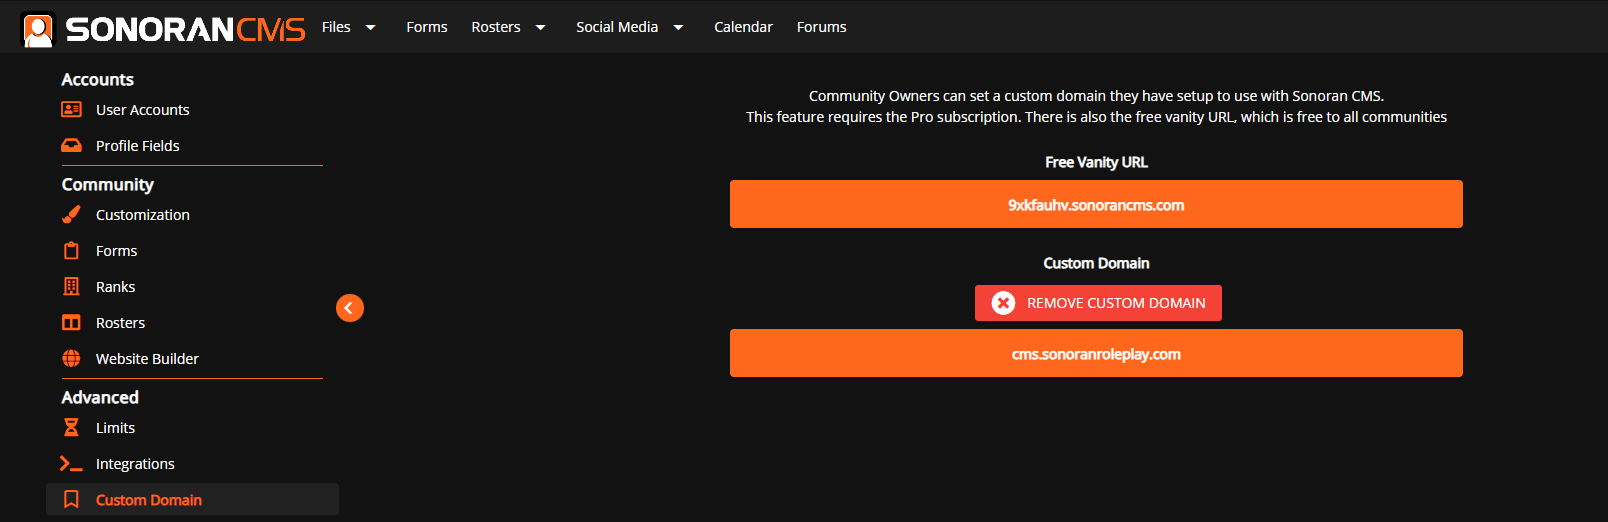 SONORANCMS
Files
Forms
Rosters
Social Media
Calendar
Forums
Accounts
User Accounts
Profile Fields
Community
Customization
Forms
Ranks
Rosters
Website Builder
Advanced
Limits
Integrations
Custom Domain
Community Owners can set a custom domain they have setup to use with Sonoran CMS.
This feature requires the Pro subscription. There is also the free vanity URL, which is free to all communities
Free Vanity URL
9xkfauhv.sonorancms.com
Custom Domain
REMOVE CUSTOM DOMAIN
cms.sonoranroleplay.com